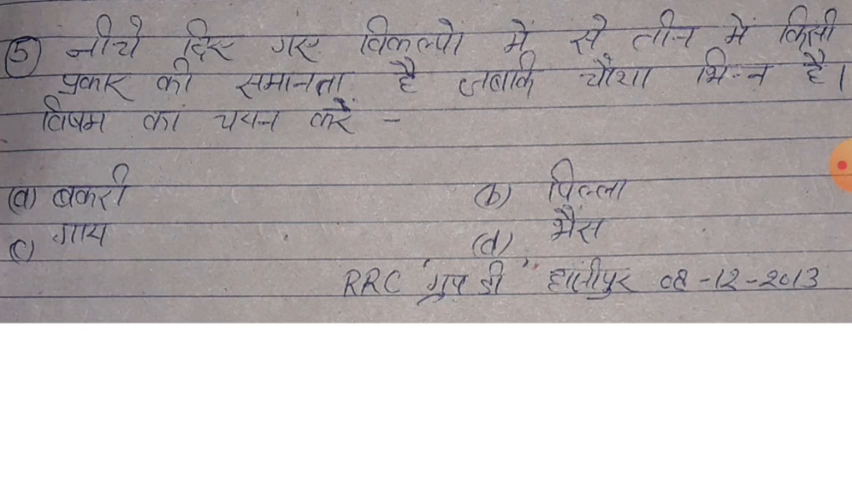 ⑤ नीचे दिए गए विकल्पो में से तीन में किसी
प्रकार की समानता है जबकि चौथा भिन्न है।
विषम का चयन करें -
(a) बकरी (b) पिल्ला
(c) गाय (d) भैंस
RRC "ग्रुप डी" हाजीपुर 08-12-2013